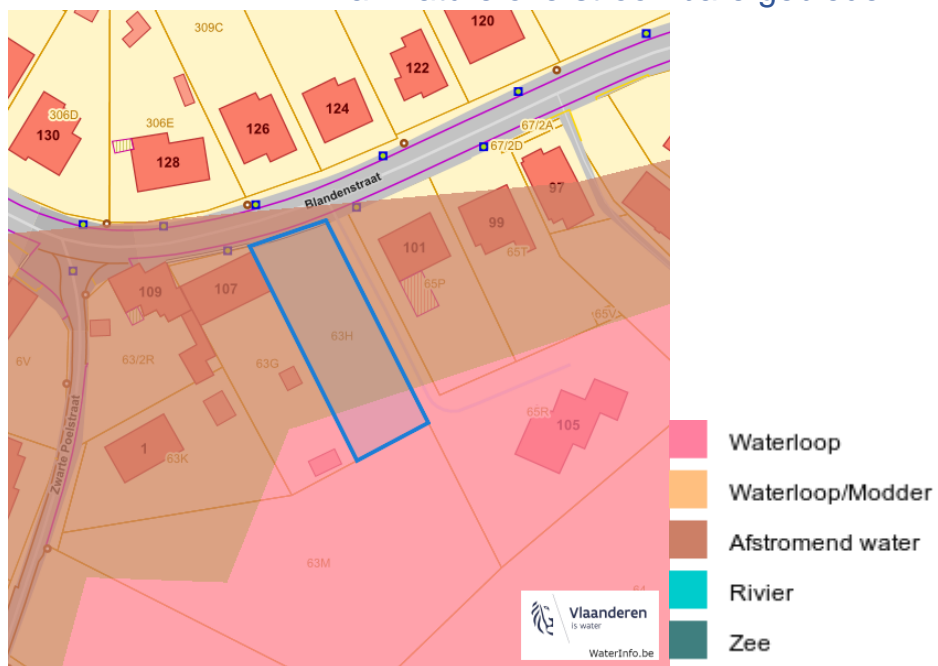 309C
120
122
124
126
128
130
306D
306E
67/2A
67/2D
97
Blandenstraat
99
101
65T
65P
109
107
65V
63H
6V
63/2R
63G
65R
105
1
63K
Zwarte Poelstraat
63M
64
Vlaanderen
is water
WaterInfo.be
Waterloop
Waterloop/Modder
Afstromend water
Rivier
Zee